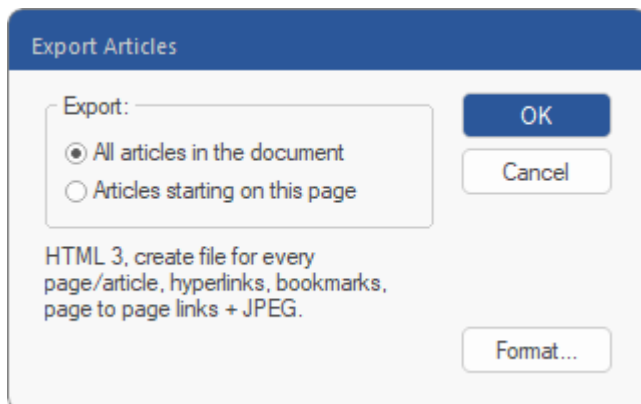 Export Articles
Export:
All articles in the document
Articles starting on this page
OK
Cancel
HTML 3, create file for every
page/article, hyperlinks, bookmarks,
page to page links + JPEG.
Format...